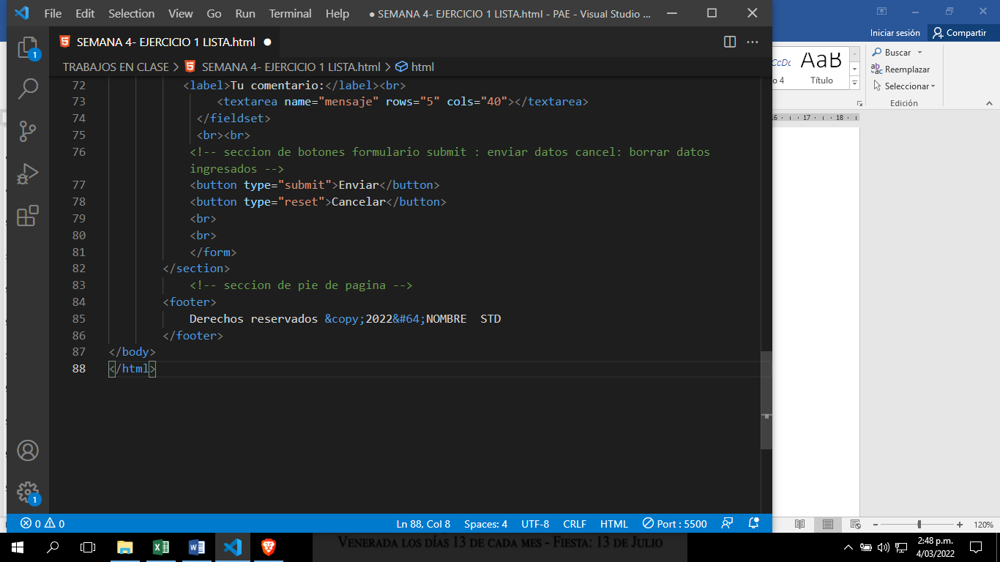 File Edit Selection View Go Run Terminal Help ● SEMANA 4- EJERCICIO 1 LISTA.html - PAE - Visual Studio ...
SEMANA 4- EJERCICIO 1 LISTA.html
TRABAJOS EN CLASE > SEMANA 4- EJERCICIO 1 LISTA.html > html
72 <label>Tu comentario:</label><br>
73 <textarea name="mensaje" rows="5" cols="40"></textarea>
74 </fieldset>
75 <br><br>
76 <!-- seccion de botones formulario submit : enviar datos cancel: borrar datos
ingresados -->
77 <button type="submit">Enviar</button>
78 <button type="reset">Cancelar</button>
79 <br>
80 <br>
81 </form>
82 </section>
83 <!-- seccion de pie de pagina -->
84 <footer>
85 Derechos reservados &copy;2022&#64;NOMBRE  STD
86 </footer>
87 </body>
88 </html>
1
1
0 0 Ln 88, Col 8 Spaces: 4 UTF-8 CRLF HTML Port : 5500
Iniciar sesión Compartir
AaB
Título
Buscar
Reemplazar
Seleccionar
Edición
17 18
120%
VENERADA LOS DÍAS 13 DE CADA MES - FIESTA: 13 DE JULIO
2:48 p.m.
4/03/2022